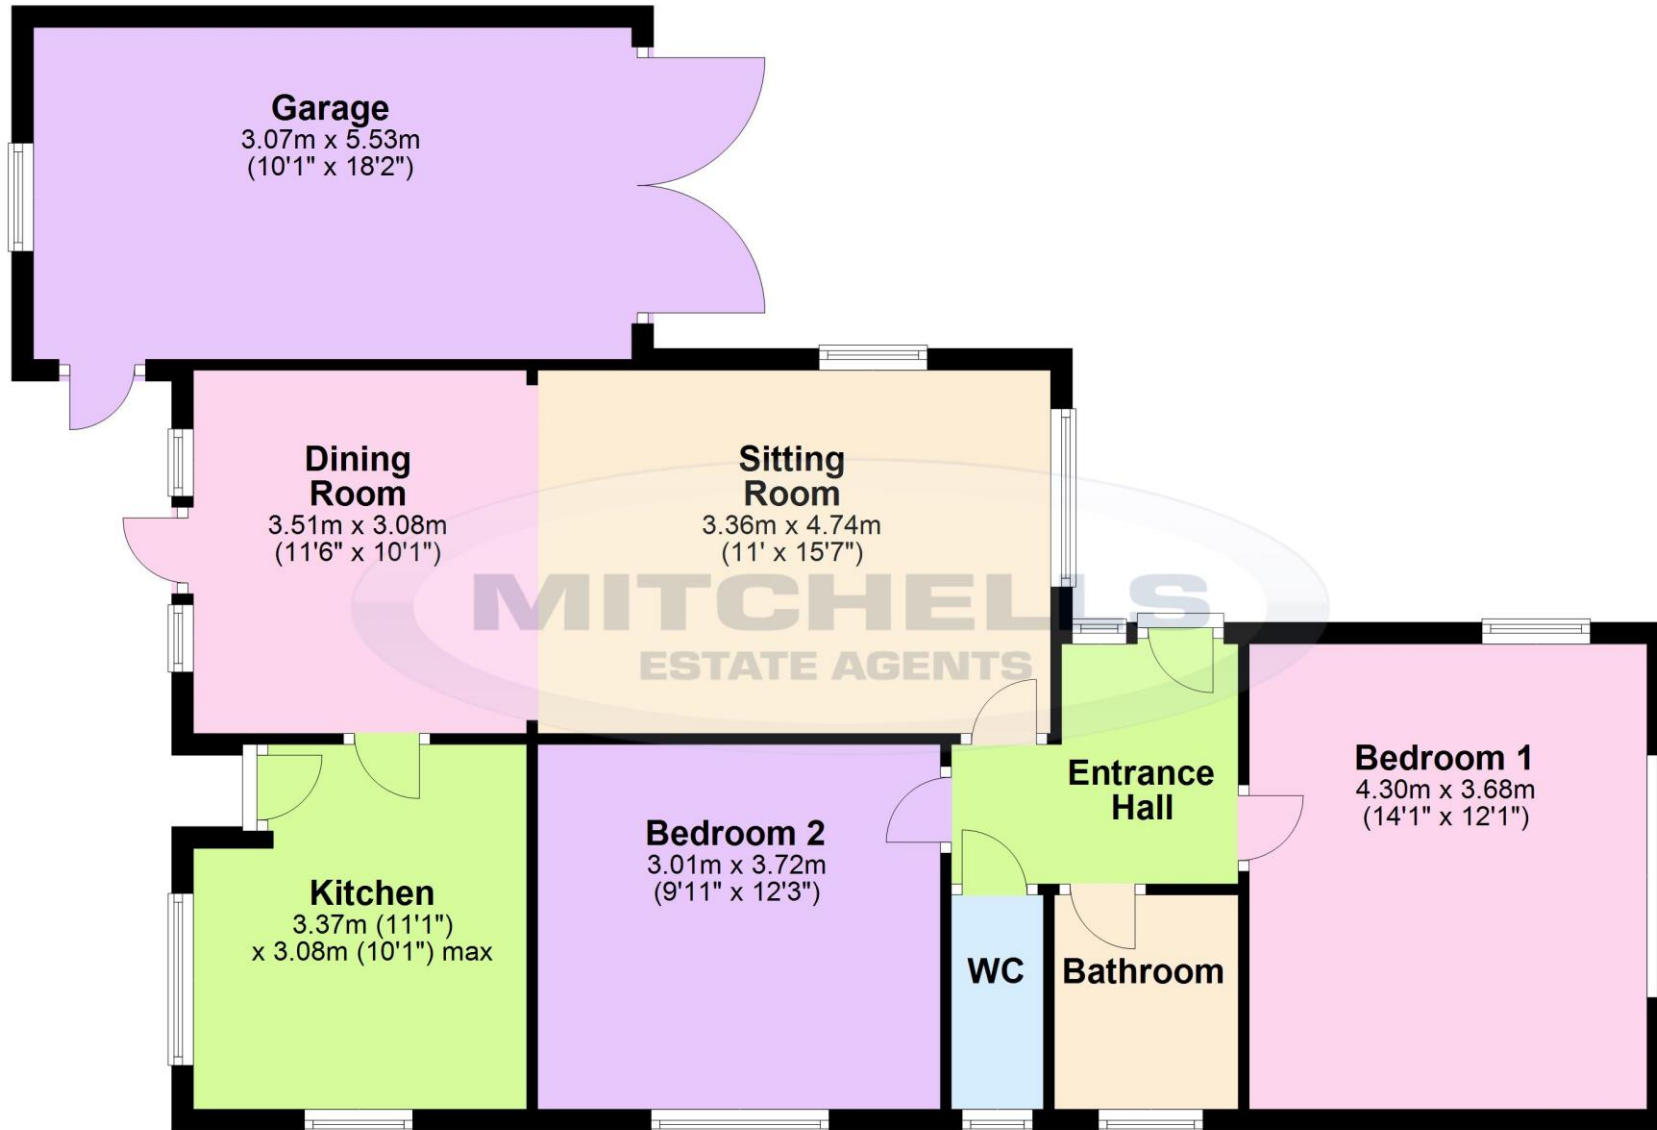 Garage
3.07m x 5.53m
(10'1" x 18'2")
Dining
Room
3.51m x 3.08m
(11'6" x 10'1")
Sitting
Room
3.36m x 4.74m
(11' x 15'7")
MITCHELLS
ESTATE AGENTS
Entrance
Hall
Bedroom 1
4.30m x 3.68m
(14'1" x 12'1")
Bedroom 2
3.01m x 3.72m
(9'11" x 12'3")
Kitchen
3.37m (11'1")
x 3.08m (10'1") max
WC
Bathroom